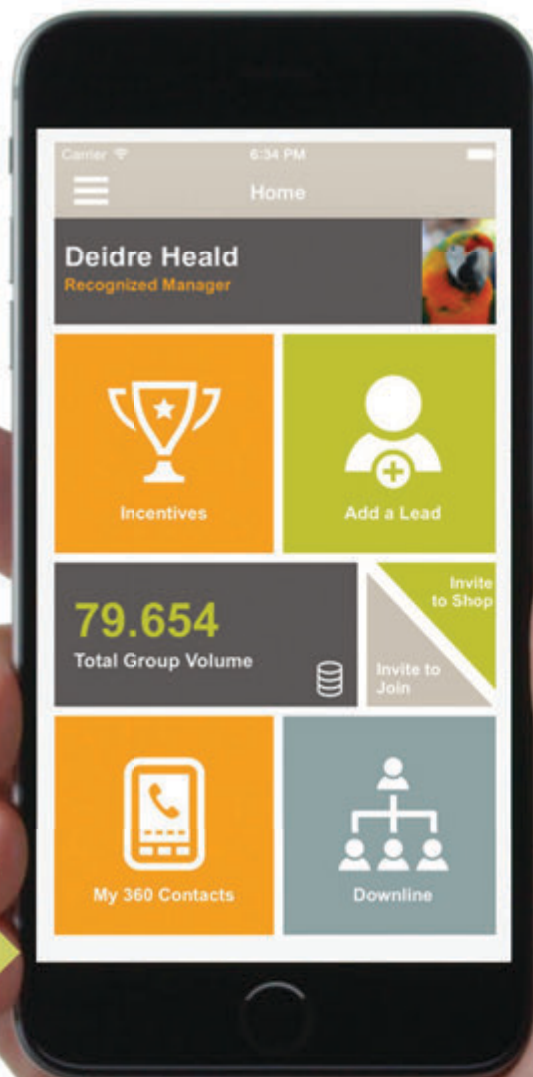 Carrier
6:34 PM
Home
Deidre Heald
Recognized Manager
Incentives
Add a Lead
79.654
Total Group Volume
Invite
to Shop
Invite to
Join
My 360 Contacts
Downline